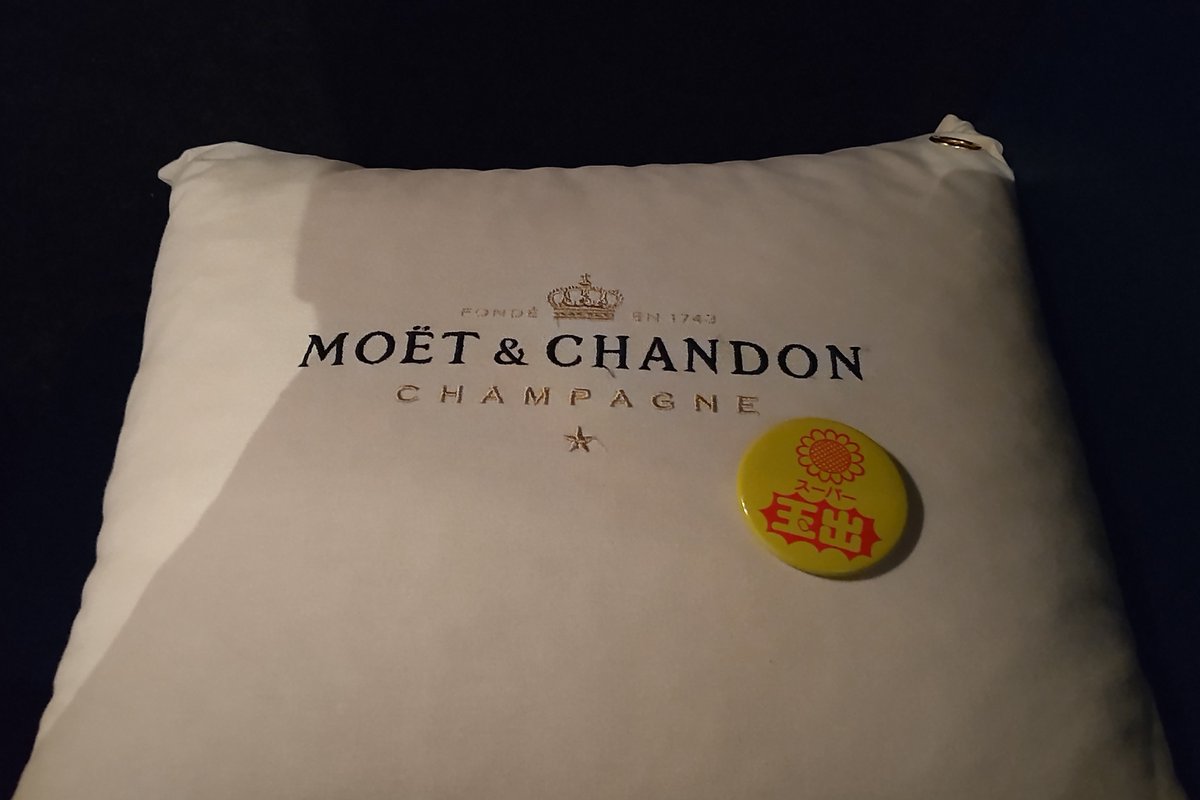 FONDÉ EN 1743
MOËT & CHANDON
CHAMPAGNE
スーパー
玉出